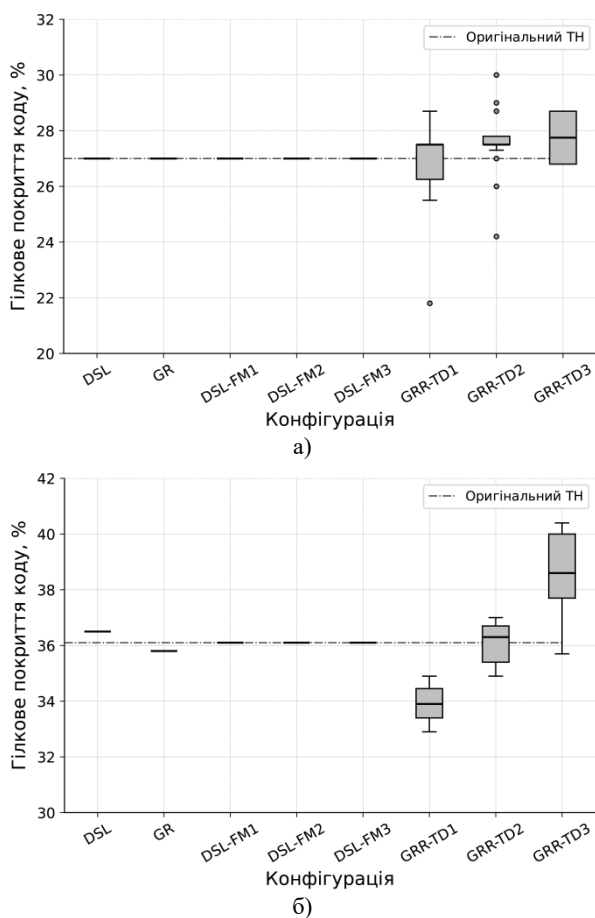 32
30
28
26
24
22
20
Гілкове покриття коду, %
Оригінальний ТН
DSL
GR
DSL-FM1
DSL-FM2
DSL-FM3
GRR-TD1
GRR-TD2
GRR-TD3
Конфігурація
а)
42
40
38
36
34
32
30
Гілкове покриття коду, %
Оригінальний ТН
DSL
GR
DSL-FM1
DSL-FM2
DSL-FM3
GRR-TD1
GRR-TD2
GRR-TD3
Конфігурація
б)